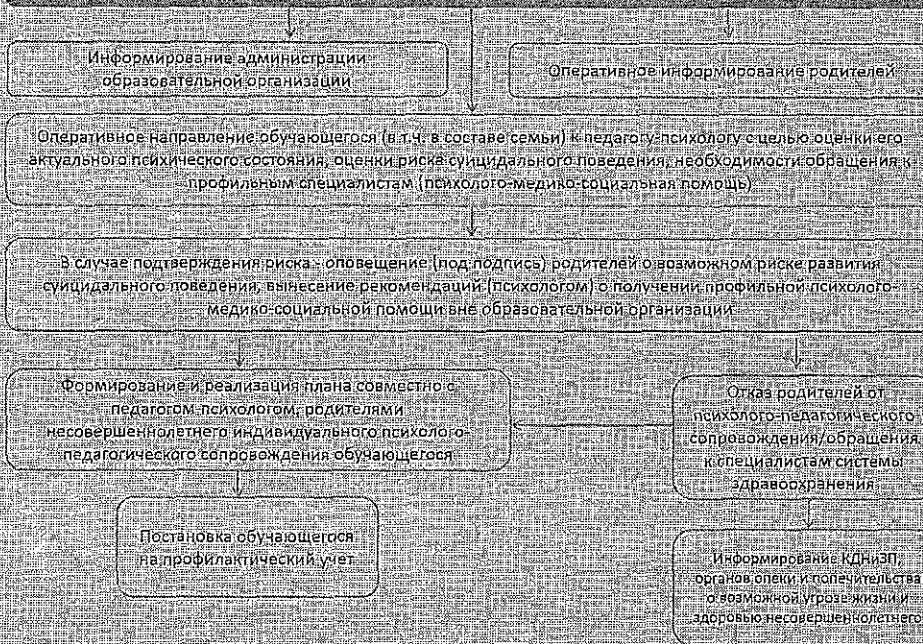 Информирование администрации
образовательной организации
Оперативное информирование родителей
Оперативное направление обучающегося (в т.ч. в составе семьи) к педагогу-психологу с целью оценки его
актуального психического состояния, оценки риска суицидального поведения, необходимости обращения к
профильным специалистам (психолого-медико-социальная помощь)
В случае подтверждения риска - оповещение (под подпись) родителей о возможном риске развития
суицидального поведения, вынесение рекомендаций (психологом) о получении профильной психолого-
медико-социальной помощи вне образовательной организации
Формирование и реализация плана совместно с
педагогом-психологом, родителями
несовершеннолетнего индивидуального психолого-
педагогического сопровождения обучающегося
Отказ родителей от
психолого-педагогического
сопровождения/обращения
к специалистам системы
здравоохранения
Постановка обучающегося
на профилактический учет
Информирование КДНиЗП,
органов опеки и попечительства
о возможной угрозе жизни и
здоровью несовершеннолетнего